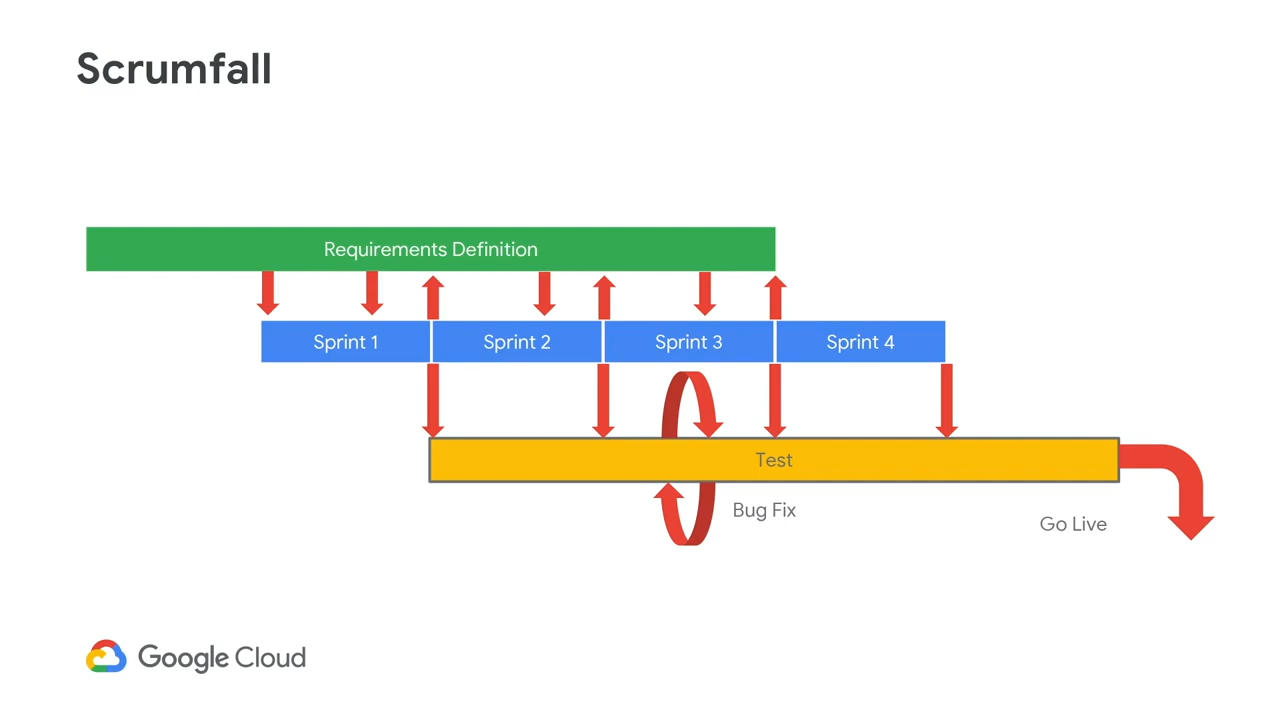 Scrumfall
Requirements Definition
Sprint 1
Sprint 2
Sprint 3
Sprint 4
Test
Bug Fix
Go Live
Google Cloud